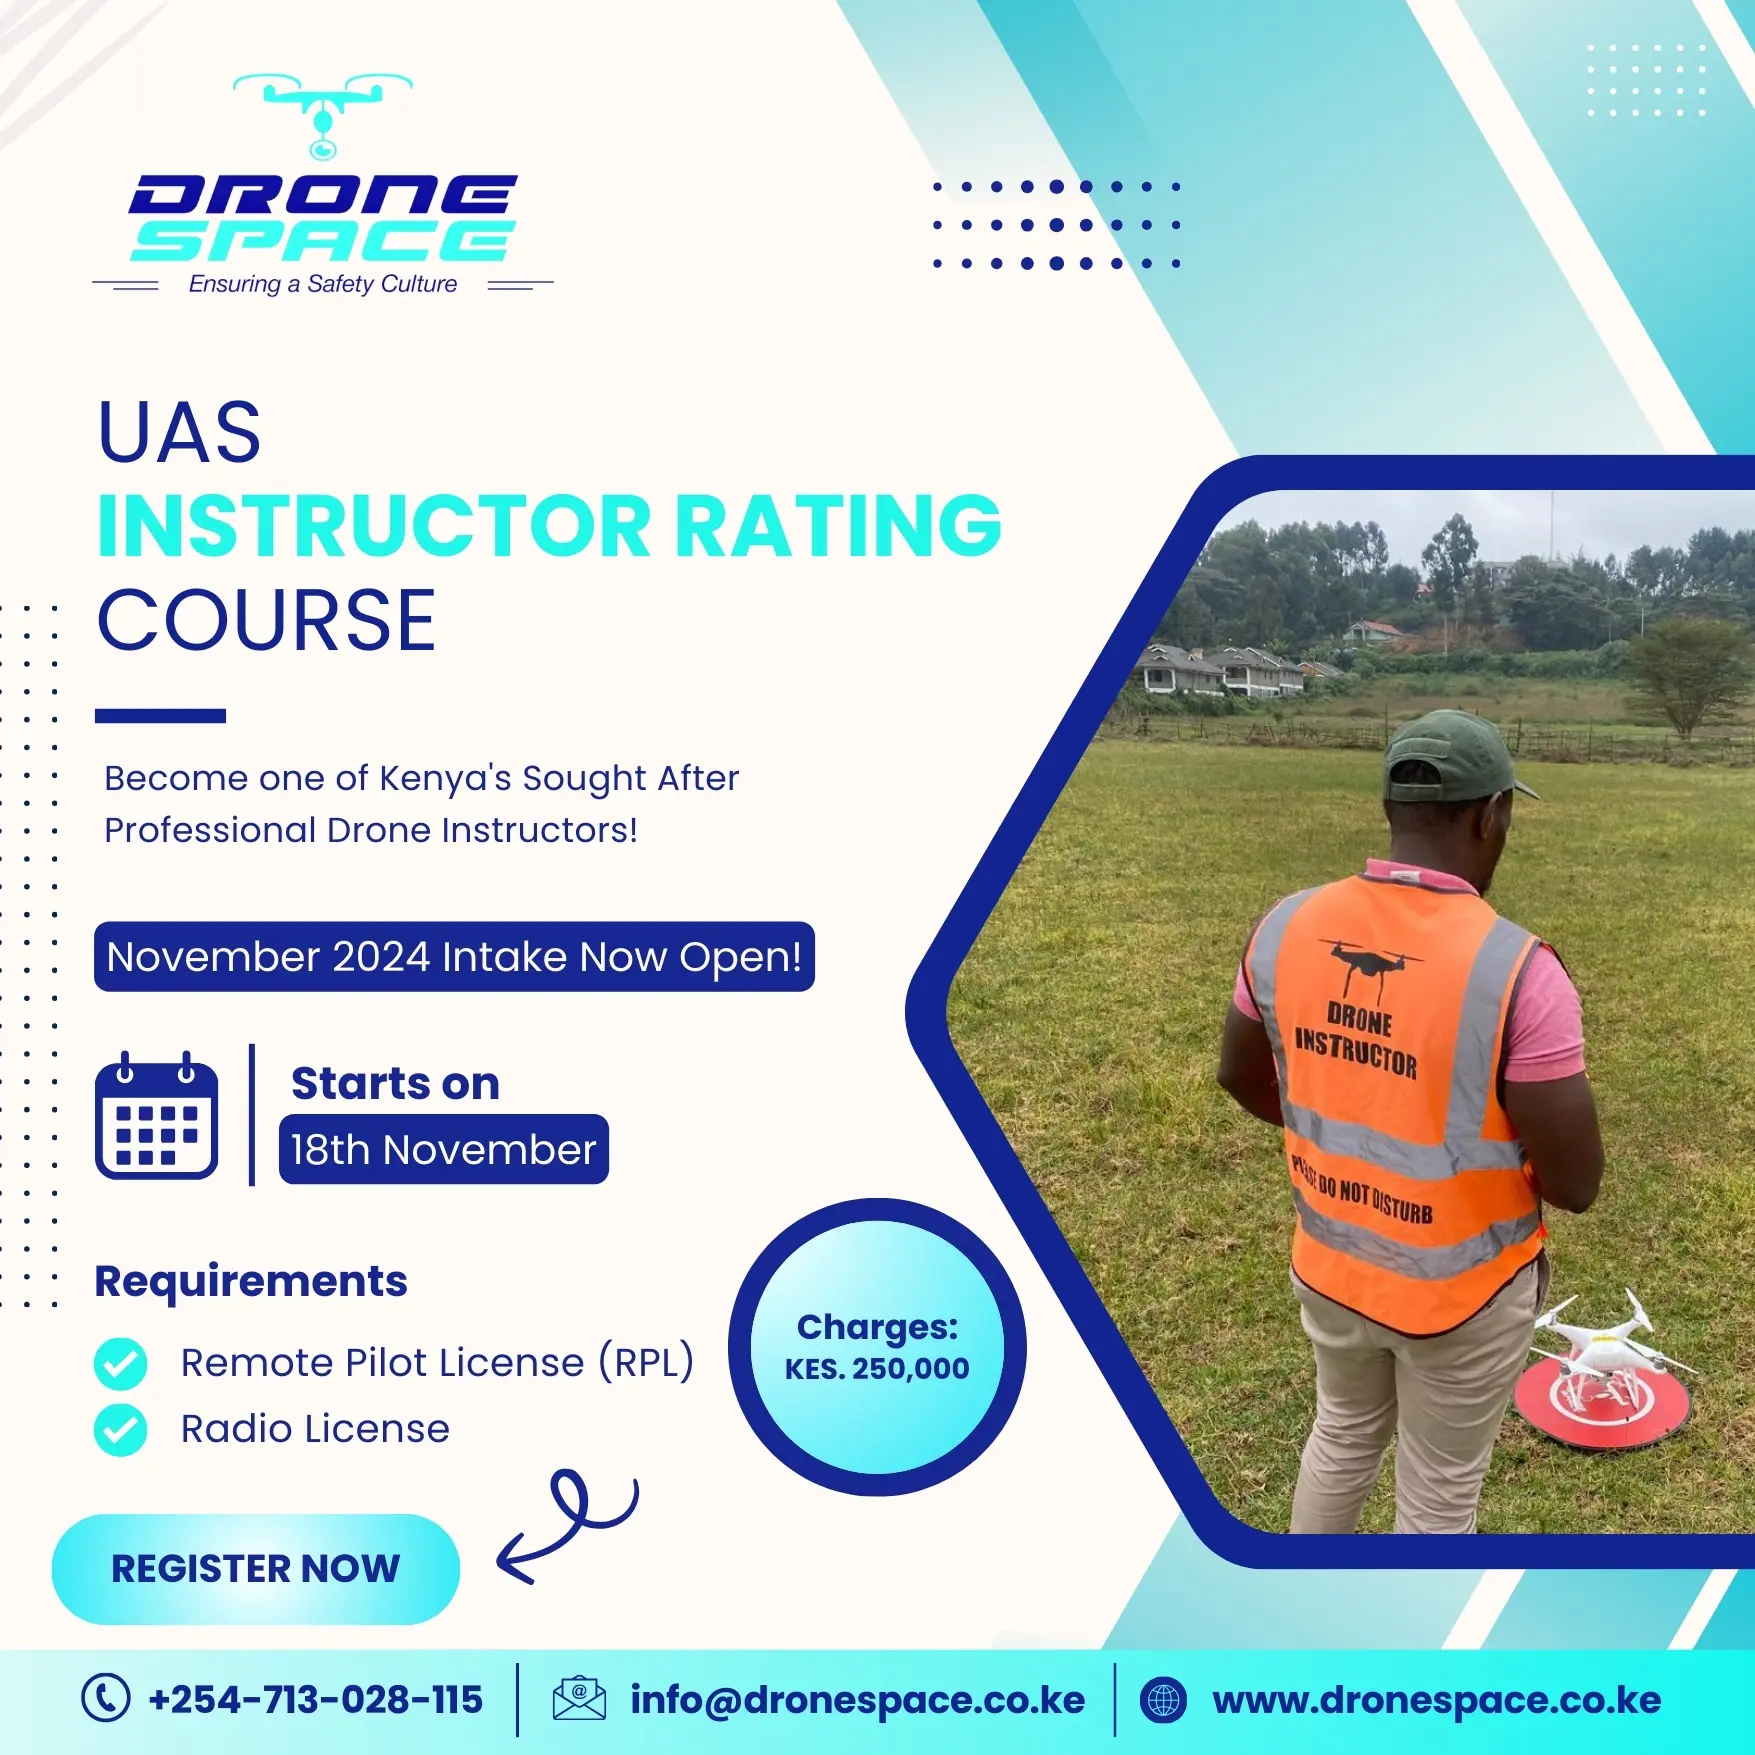 DRONE
SPACE
Ensuring a Safety Culture
UAS
INSTRUCTOR RATING
COURSE
Become one of Kenya's Sought After
Professional Drone Instructors!
November 2024 Intake Now Open!
Starts on
18th November
Requirements
Remote Pilot License (RPL)
Radio License
Charges:
KES. 250,000
REGISTER NOW
DRONE
INSTRUCTOR
PLEASE DO NOT DISTURB
+254-713-028-115
@
info@dronespace.co.ke
www.dronespace.co.ke